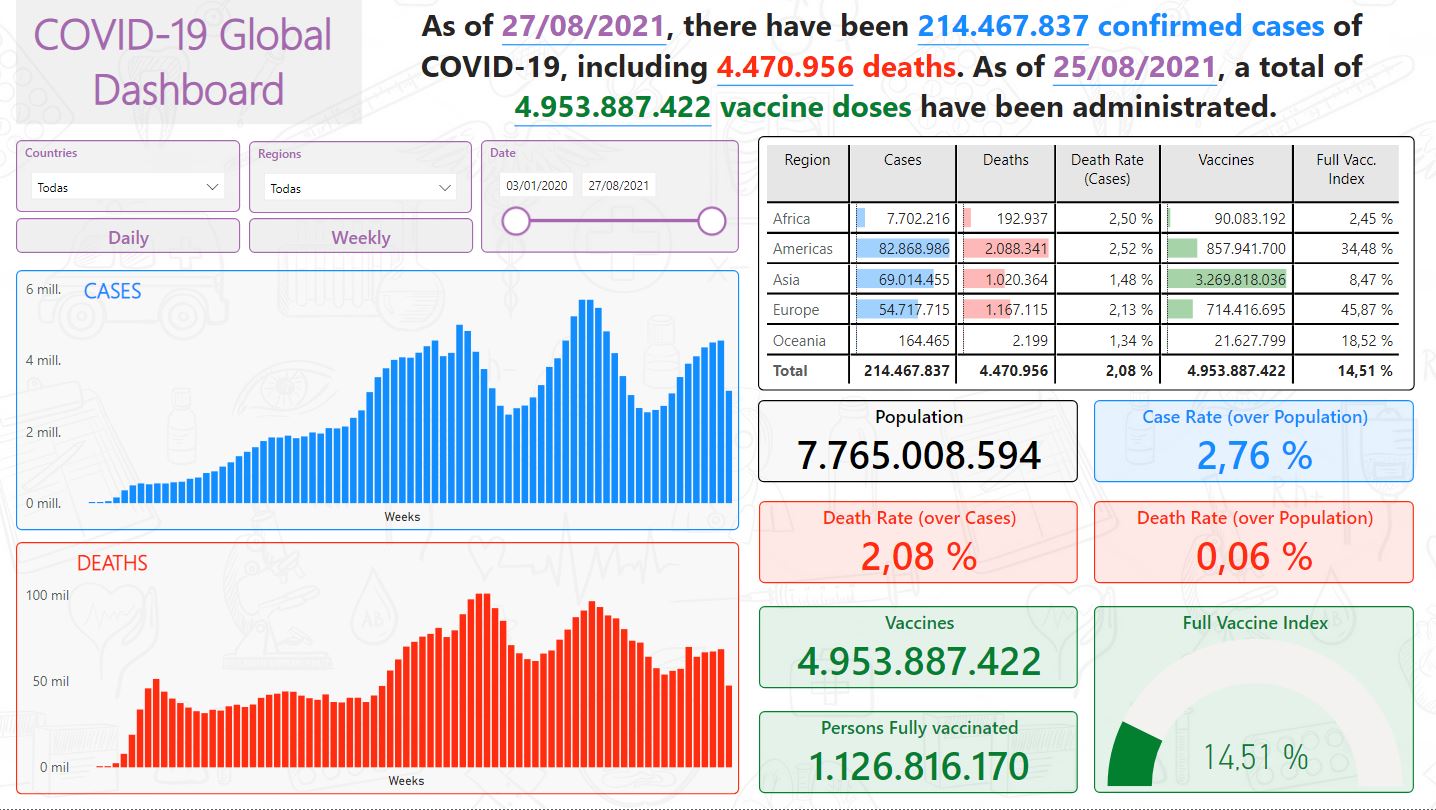 COVID-19 Global
Dashboard
As of 27/08/2021, there have been 214.467.837 confirmed cases of
COVID-19, including 4.470.956 deaths. As of 25/08/2021, a total of
4.953.887.422 vaccine doses have been administrated.
Countries
Todas
Regions
Todas
Date
03/01/2020 27/08/2021
Daily
Weekly
CASES
6 mill.
4 mill.
2 mill.
0 mill.
Weeks
DEATHS
100 mil
50 mil
0 mil
Weeks
Region Cases Deaths Death Rate (Cases) Vaccines Full Vacc. Index
Africa 7.702.216 192.937 2,50 % 90.083.192 2,45 %
Americas 82.868.986 2.088.341 2,52 % 857.941.700 34,48 %
Asia 69.014.455 1.020.364 1,48 % 3.269.818.036 8,47 %
Europe 54.717.715 1.167.115 2,13 % 714.416.695 45,87 %
Oceania 164.465 2.199 1,34 % 21.627.799 18,52 %
Total 214.467.837 4.470.956 2,08 % 4.953.887.422 14,51 %
Population
7.765.008.594
Case Rate (over Population)
2,76 %
Death Rate (over Cases)
2,08 %
Death Rate (over Population)
0,06 %
Vaccines
4.953.887.422
Persons Fully vaccinated
1.126.816.170
Full Vaccine Index
14,51 %